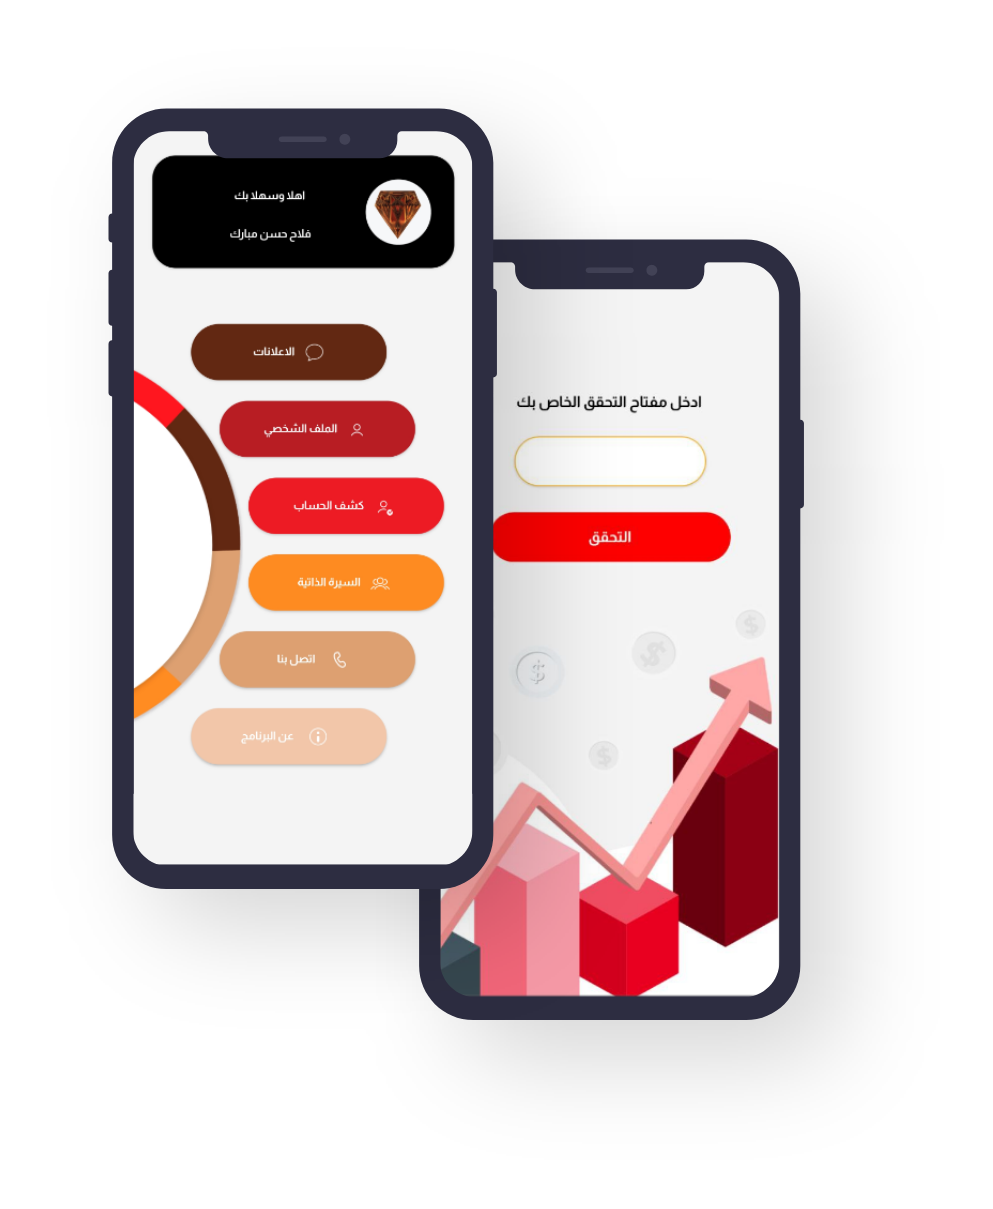 اهلا وسهلا بك
فلاح حسن مبارك
الاعلانات
الملف الشخصي
كشف الحساب
السيرة الذاتية
اتصل بنا
عن البرنامج
ادخل مفتاح التحقق الخاص بك
التحقق